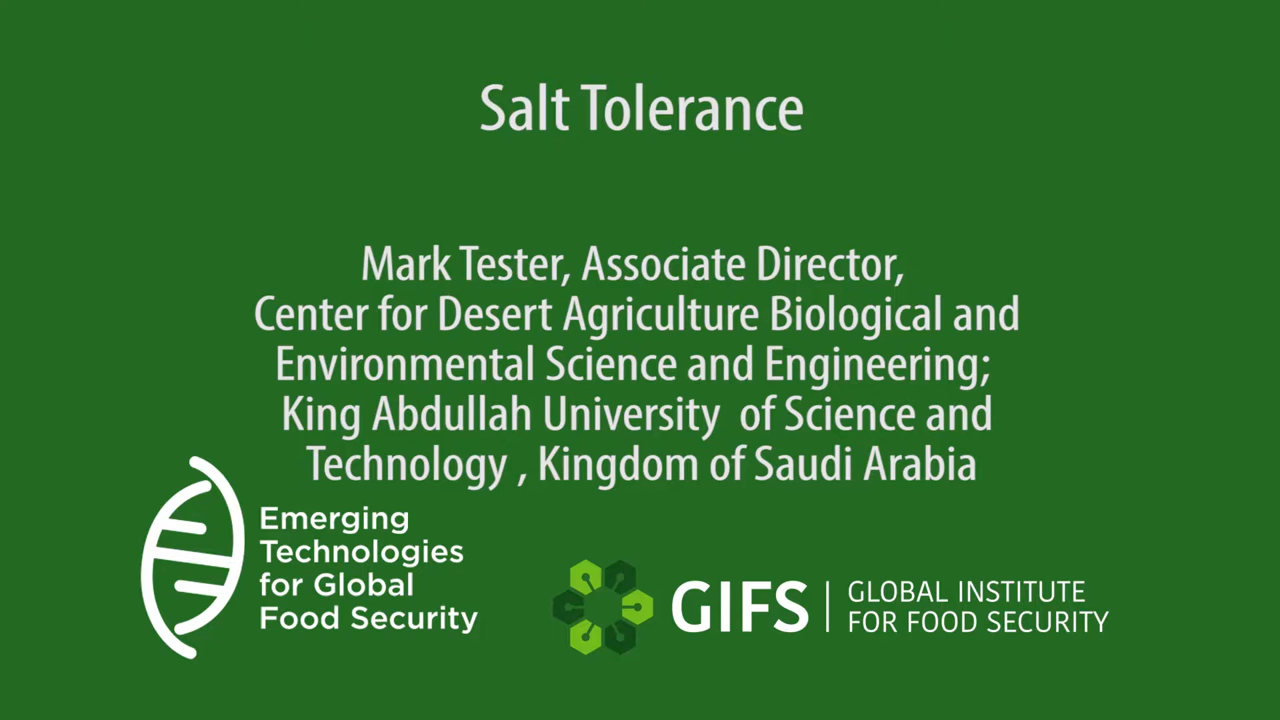 Salt Tolerance
Mark Tester, Associate Director,
Center for Desert Agriculture Biological and
Environmental Science and Engineering;
King Abdullah University of Science and
Technology , Kingdom of Saudi Arabia
Emerging
Technologies
for Global
Food Security
GIFS
GLOBAL INSTITUTE
FOR FOOD SECURITY